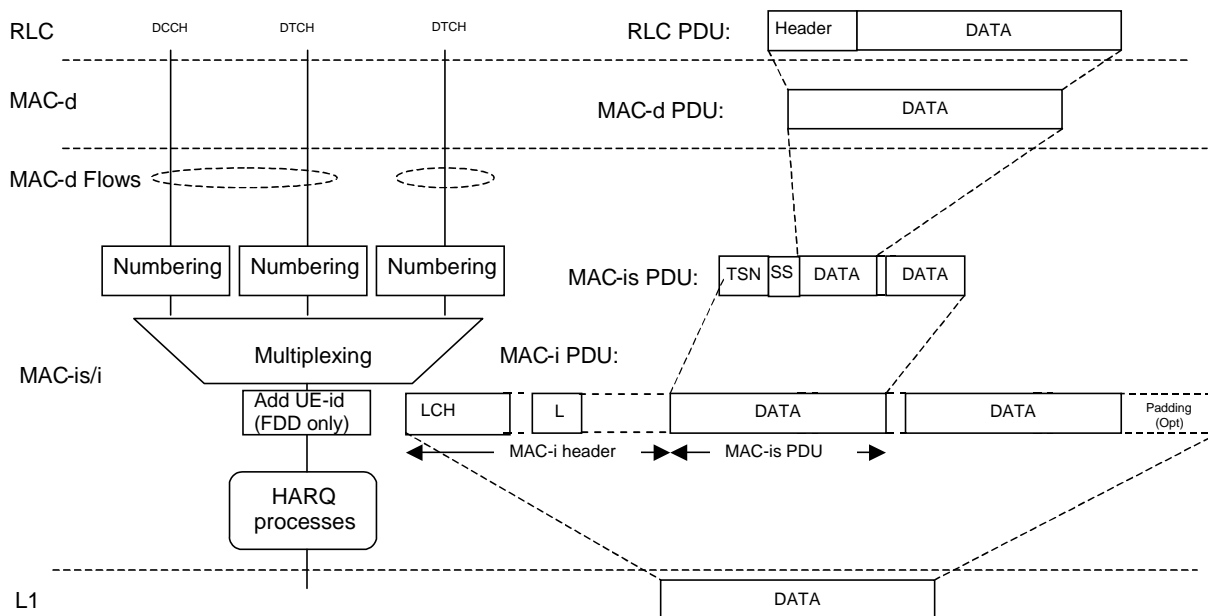 RLC
DCCH
DTCH
DTCH
RLC PDU:
Header
DATA
MAC-d
MAC-d PDU:
DATA
MAC-d Flows
Numbering
Numbering
Numbering
MAC-is PDU:
TSN
SS
DATA
DATA
Multiplexing
MAC-i PDU:
MAC-is/i
Add UE-id
(FDD only)
LCH
L
DATA
DATA
Padding
(Opt)
MAC-i header
MAC-is PDU
HARQ
processes
L1
DATA